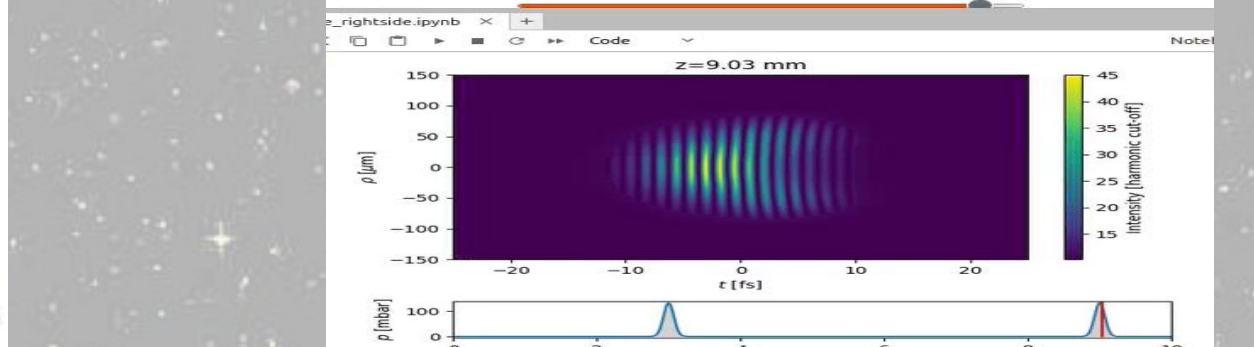 e_rightside.ipynb × +
Code
Note
z=9.03 mm
150
100
50
0
−50
−100
−150
ρ [μm]
−20 −10 0 10 20
t [fs]
45
40
35
30
25
20
15
Intensity [harmonic cut-off]
100
0
p [mbar]